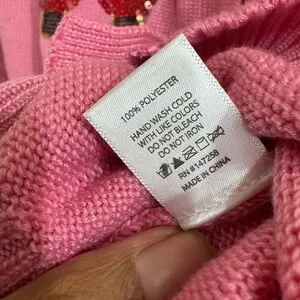 100% POLYESTER
HAND WASH COLD
WITH LIKE COLORS
DO NOT BLEACH
DO NOT IRON
RN #147258
MADE IN CHINA